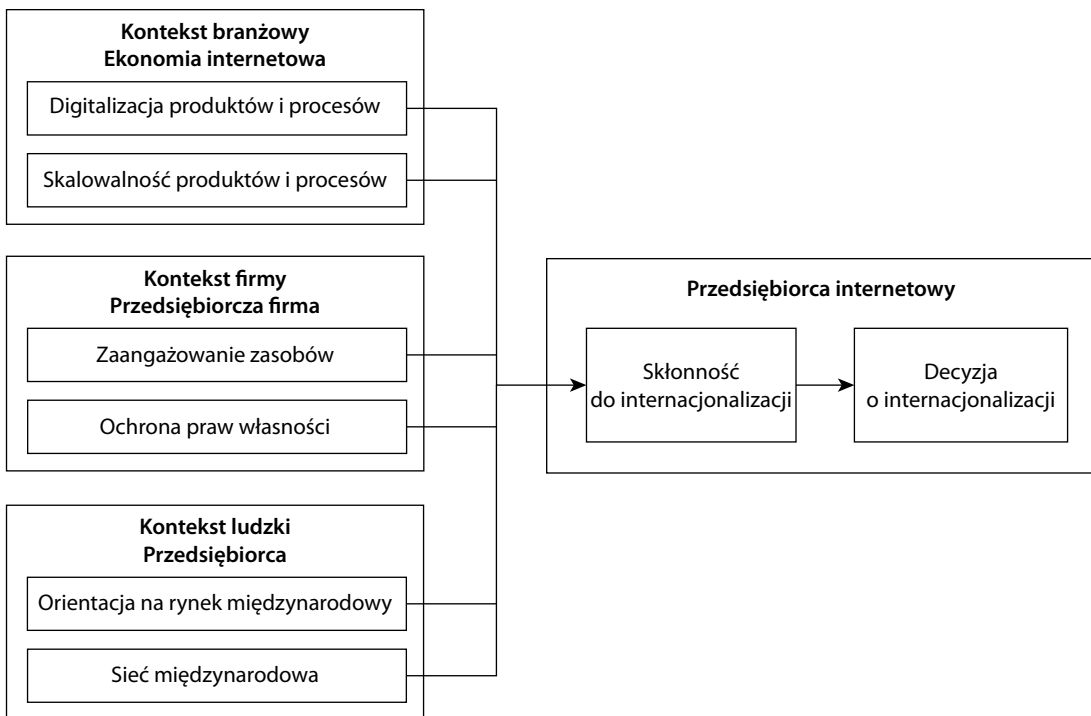 Kontekst branżowy
Ekonomia internetowa
Digitalizacja produktów i procesów
Skalowalność produktów i procesów
Kontekst firmy
Przedsiębiorcza firma
Zaangażowanie zasobów
Ochrona praw własności
Kontekst ludzki
Przedsiębiorca
Orientacja na rynek międzynarodowy
Sieć międzynarodowa
Przedsiębiorca internetowy
Skłonność
do internacjonalizacji
Decyzja
o internacjonalizacji